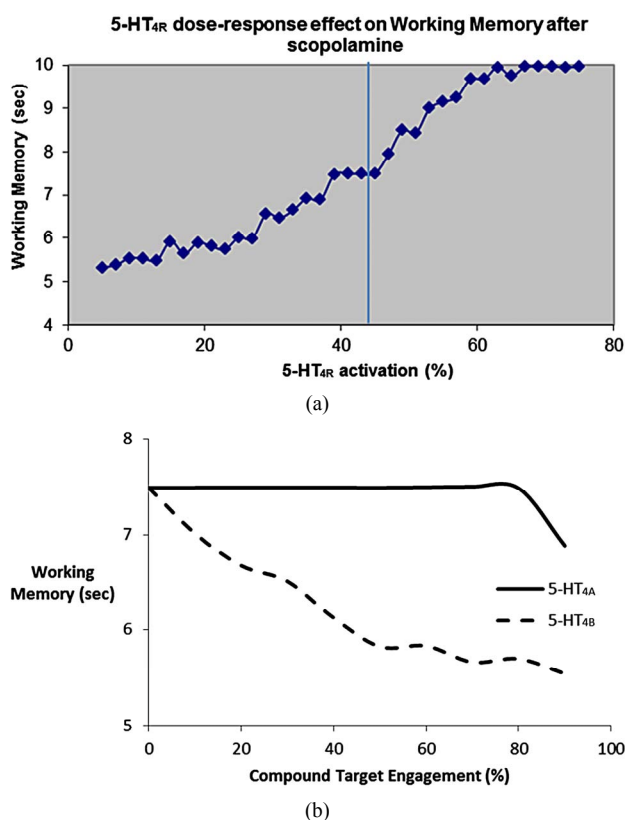 5-HT4R dose-response effect on Working Memory after
scopolamine
Working Memory (sec)
10
9
8
7
6
5
4
0 20 40 60 80
5-HT4R activation (%)
(a)
8
7
6
5
Working
Memory (sec)
5-HT4A
5-HT4B
0 20 40 60 80 100
Compound Target Engagement (%)
(b)